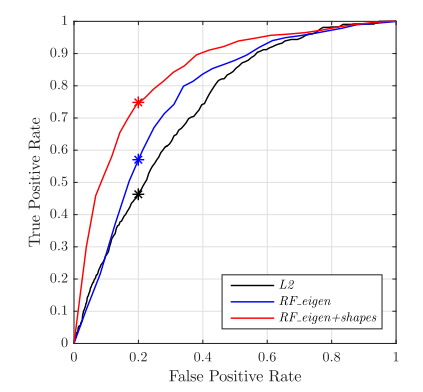 1
0.9
0.8
0.7
0.6
0.5
0.4
0.3
0.2
0.1
0
True Positive Rate
L2
RF_eigen
RF_eigen+shapes
0 0.2 0.4 0.6 0.8 1
False Positive Rate